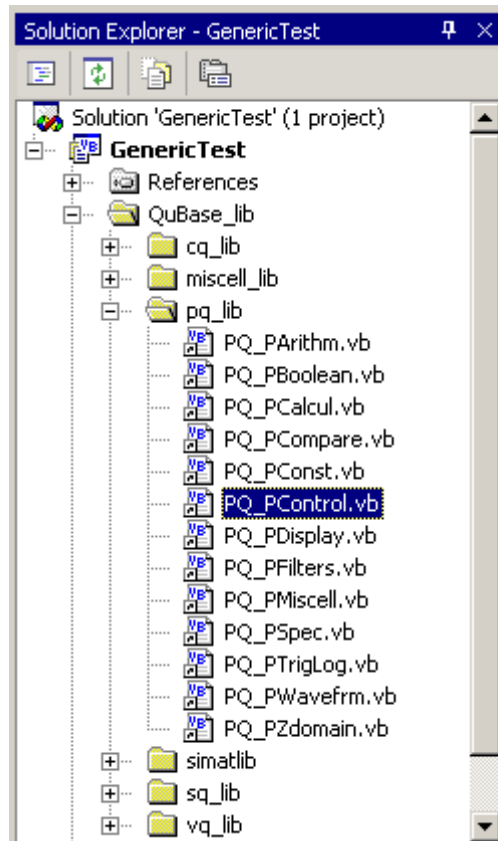 Solution Explorer - GenericTest
Solution 'GenericTest' (1 project)
GenericTest
References
QuBase_lib
cq_lib
miscell_lib
pq_lib
PQ_PArithm.vb
PQ_PBoolean.vb
PQ_PCalcul.vb
PQ_PCompare.vb
PQ_PConst.vb
PQ_PControl.vb
PQ_PDisplay.vb
PQ_PFilters.vb
PQ_PMiscell.vb
PQ_PSpec.vb
PQ_PTrigLog.vb
PQ_PWavefrm.vb
PQ_PZdomain.vb
simatlib
sq_lib
vq_lib